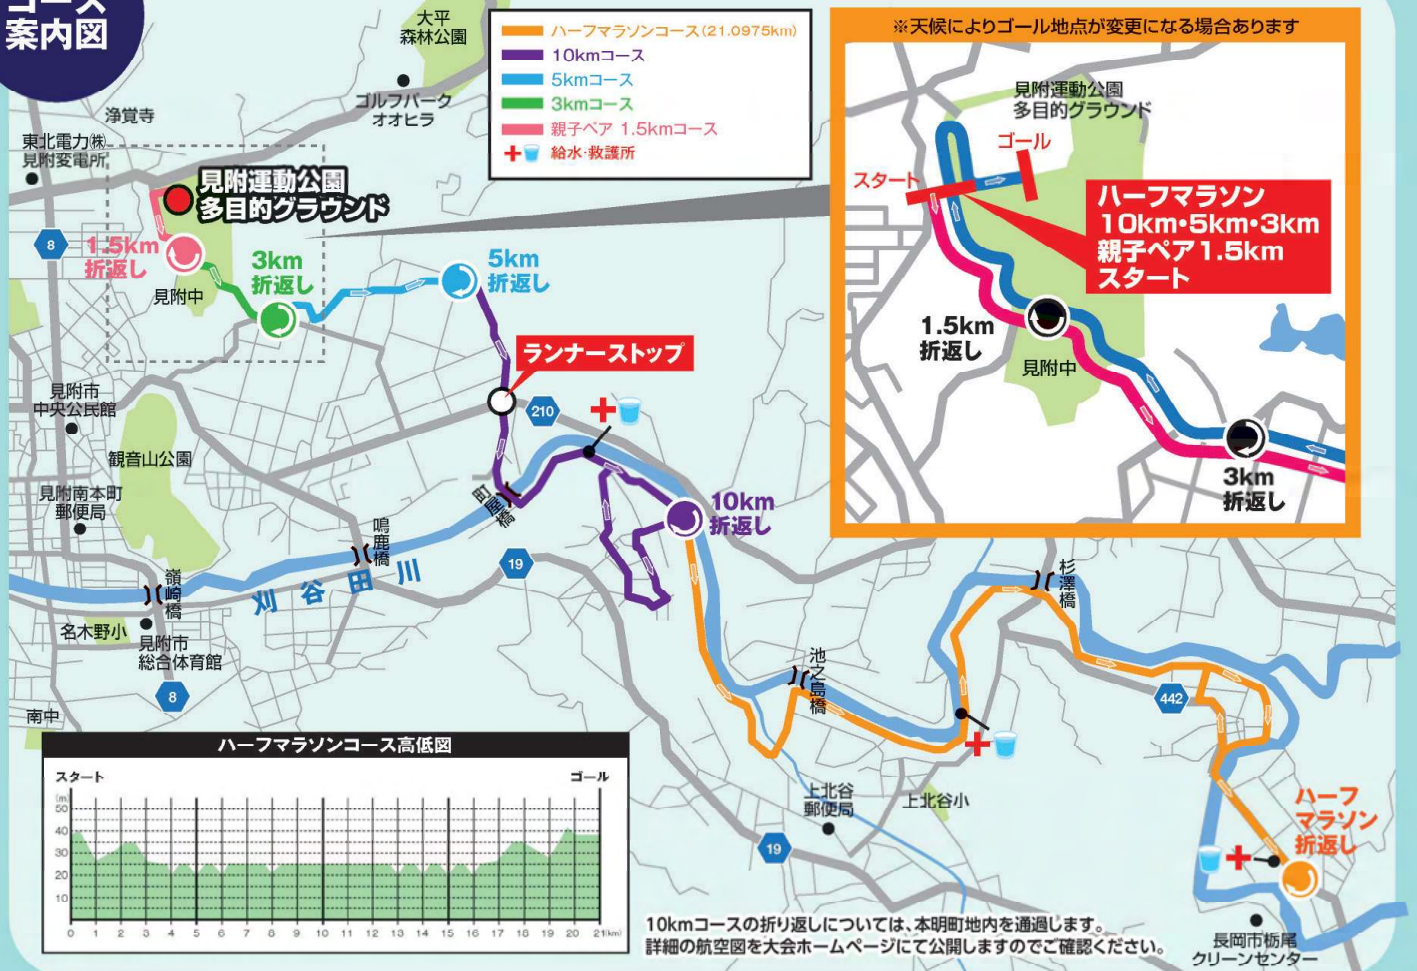 コース
案内図
大平
森林公園
ゴルフパーク
オオヒラ
浄覚寺
東北電力㈱
見附変電所
ハーフマラソンコース(21.0975km)
10kmコース
5kmコース
3kmコース
親子ペア 1.5kmコース
給水・救護所
※天候によりゴール地点が変更になる場合あります
見附運動公園
多目的グラウンド
ゴール
スタート
ハーフマラソン
10km・5km・3km
親子ペア1.5km
スタート
1.5km
折返し
見附中
3km
折返し
見附運動公園
多目的グラウンド
8
1.5km
折返し
3km
折返し
見附中
5km
折返し
ランナーストップ
210
見附市
中央公民館
観音山公園
見附南本町
郵便局
町屋橋
10km
折返し
鳴鹿橋
19
刈谷田川
嶺崎橋
名木野小
見附市
総合体育館
8
南中
杉澤橋
池之島橋
442
上北谷
郵便局
上北谷小
19
ハーフ
マラソン
折返し
長岡市栃尾
クリーンセンター
ハーフマラソンコース高低図
スタート
ゴール
(m)
50
40
30
20
10
0 1 2 3 4 5 6 7 8 9 10 11 12 13 14 15 16 17 18 19 20 21(km)
10kmコースの折り返しについては、本明町地内を通過します。
詳細の航空図を大会ホームページにて公開しますのでご確認ください。